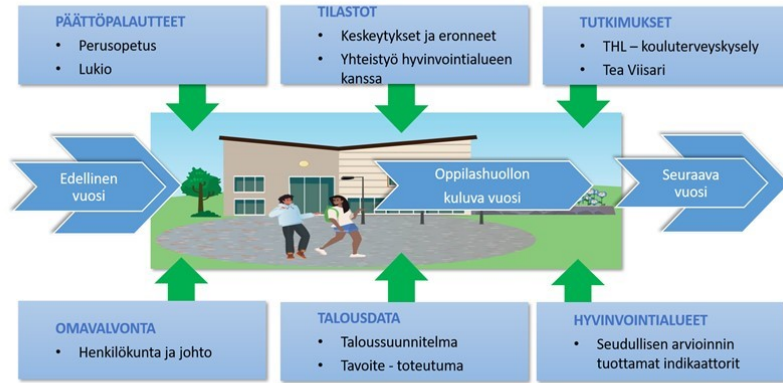 PÄÄTTÖPALAUTTEET
Perusopetus
Lukio
TILASTOT
Keskeytykset ja eronneet
Yhteistyö hyvinvointialueen
kanssa
TUTKIMUKSET
THL – kouluterveyskysely
Tea Viisari
Edellinen
vuosi
Oppilashuollon
kuluva vuosi
Seuraava
vuosi
OMAVALVONTA
Henkilökunta ja johto
TALOUSDATA
Taloussuunnitelma
Tavoite - toteutuma
HYVINVOINTIALUEET
Seudullisen arvioinnin
tuottamat indikaattorit